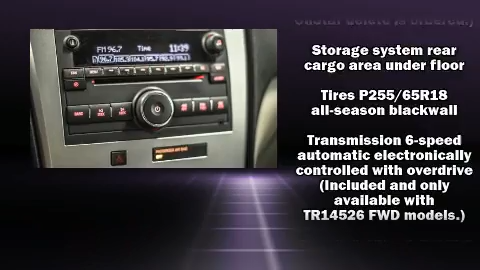 FM 96.7 Time 11:39
Storage system rear
cargo area under floor
Tires P255/65R18
all-season blackwall
Transmission 6-speed
automatic electronically
controlled with overdrive
(Included and only
available with
TR14526 FWD models.)